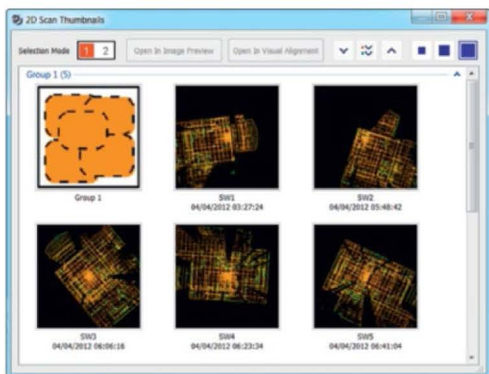 2D Scan Thumbnails
Selection Mode 1 2 Open In Image Preview Open In Visual Alignment
Group 1 (5)
Group 1 SW1 SW2
04/04/2012 03:27:24 04/04/2012 05:48:42
SW3 SW4 SW5
04/04/2012 06:06:16 04/04/2012 06:23:34 04/04/2012 06:41:04